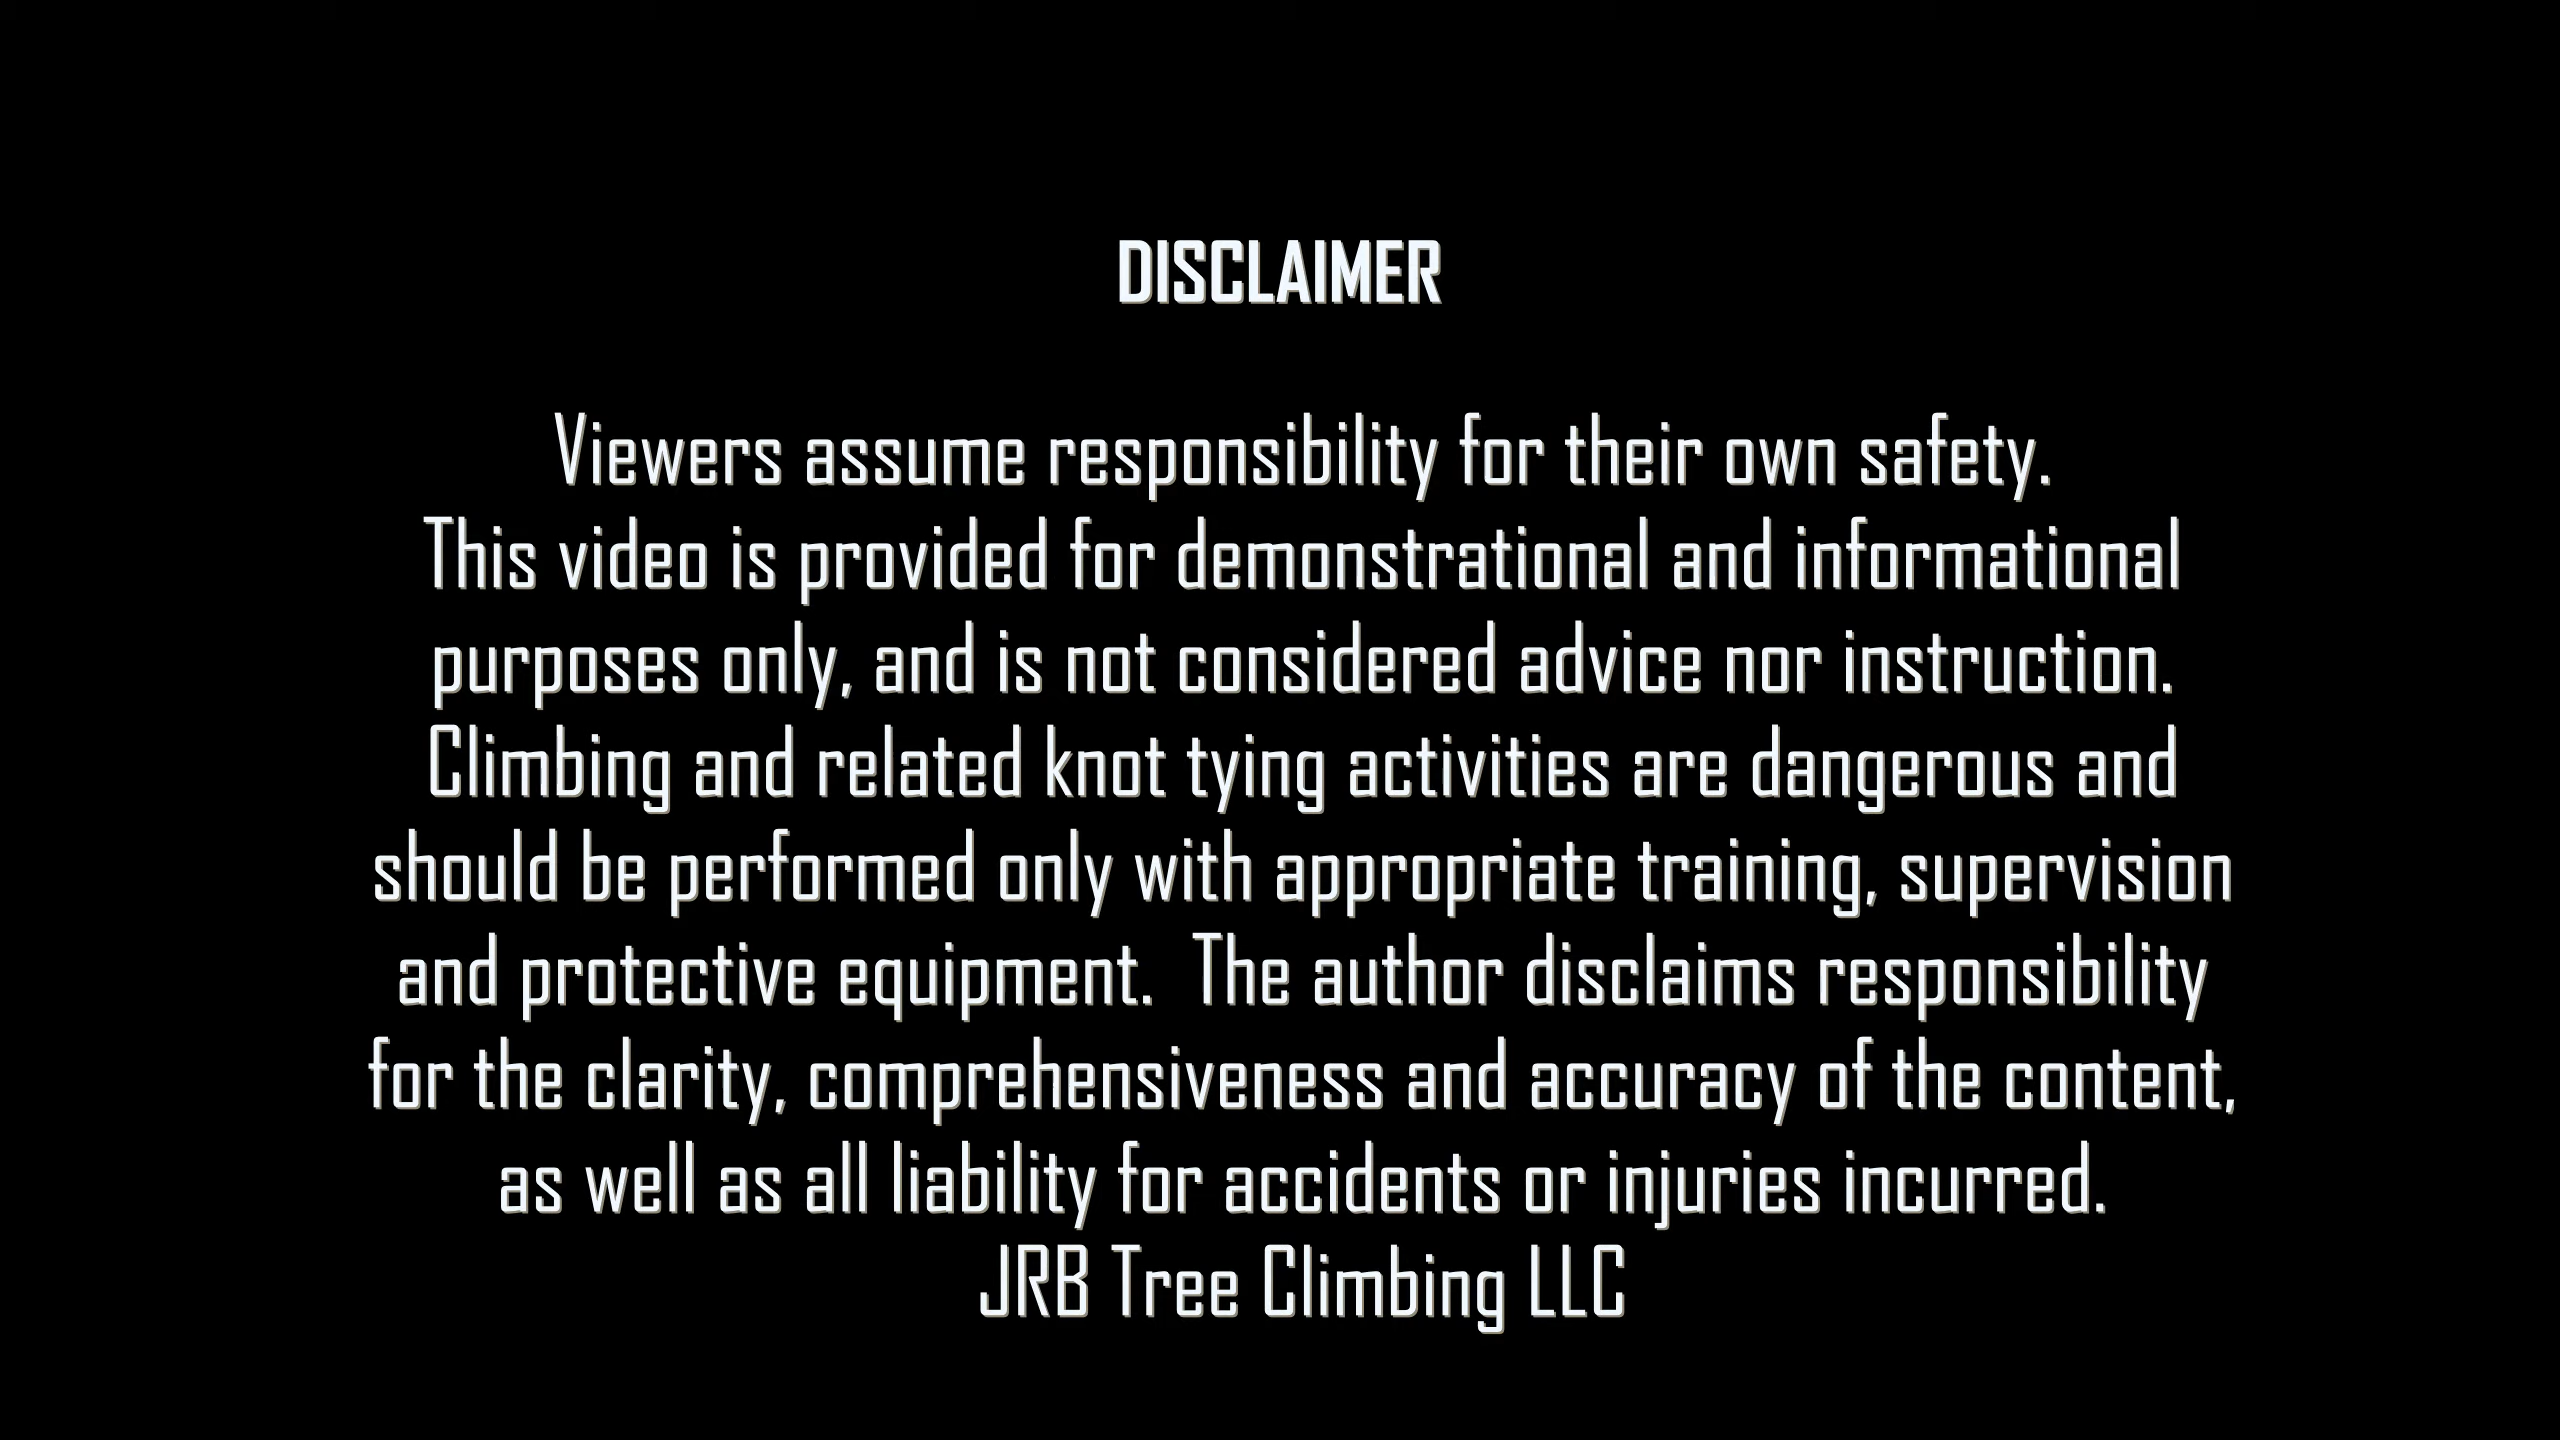 DISCLAIMER
Viewers assume responsibility for their own safety.
This video is provided for demonstrational and informational
purposes only, and is not considered advice nor instruction.
Climbing and related knot tying activities are dangerous and
should be performed only with appropriate training, supervision
and protective equipment.  The author disclaims responsibility
for the clarity, comprehensiveness and accuracy of the content,
as well as all liability for accidents or injuries incurred.
JRB Tree Climbing LLC